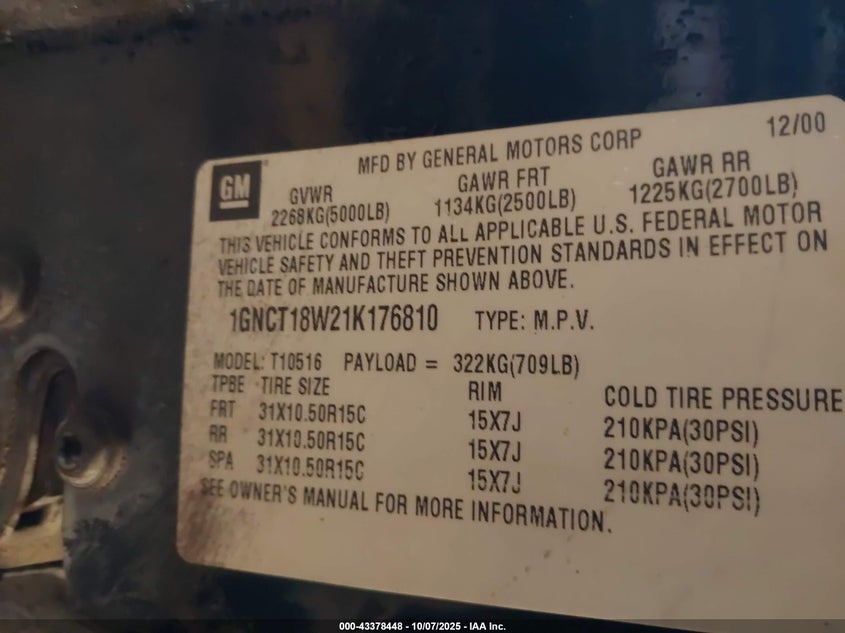 12/00
MFD BY GENERAL MOTORS CORP
GM
GVWR GAWR FRT GAWR RR
2268KG(5000LB) 1134KG(2500LB) 1225KG(2700LB)
THIS VEHICLE CONFORMS TO ALL APPLICABLE U.S. FEDERAL MOTOR
VEHICLE SAFETY AND THEFT PREVENTION STANDARDS IN EFFECT ON
THE DATE OF MANUFACTURE SHOWN ABOVE.
1GNCT18W21K176810 TYPE: M.P.V.
MODEL: T10516 PAYLOAD = 322KG(709LB)
TPBE TIRE SIZE RIM COLD TIRE PRESSURE
FRT 31X10.50R15C 15X7J 210KPA(30PSI)
RR 31X10.50R15C 15X7J 210KPA(30PSI)
SPA 31X10.50R15C 15X7J 210KPA(30PSI)
SEE OWNER'S MANUAL FOR MORE INFORMATION.
000-43378448 - 10/07/2025 - IAA Inc.